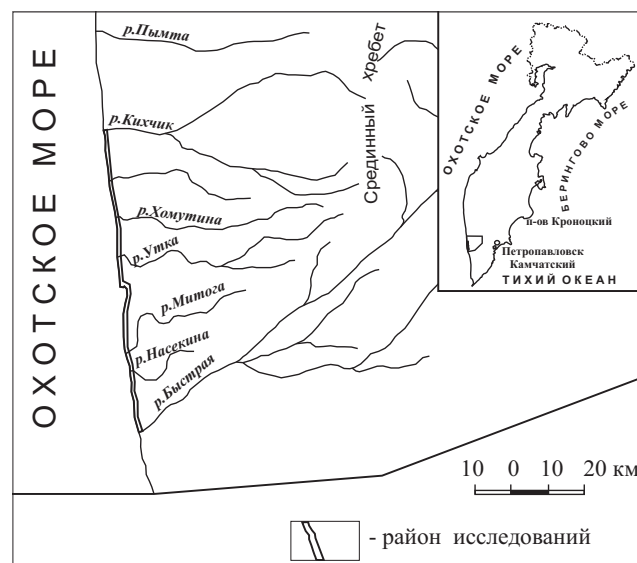 ОХОТСКОЕ МОРЕ
р.Пымта
р.Кихчик
р.Хомутина
р.Утка
р.Митога
р.Насекина
р.Быстрая
Срединный хребет
ОХОТСКОЕ МОРЕ
БЕРИНГОВО МОРЕ
п-ов Кроноцкий
Петропавловск
Камчатский
ТИХИЙ ОКЕАН
10 0 10 20 км
- район исследований